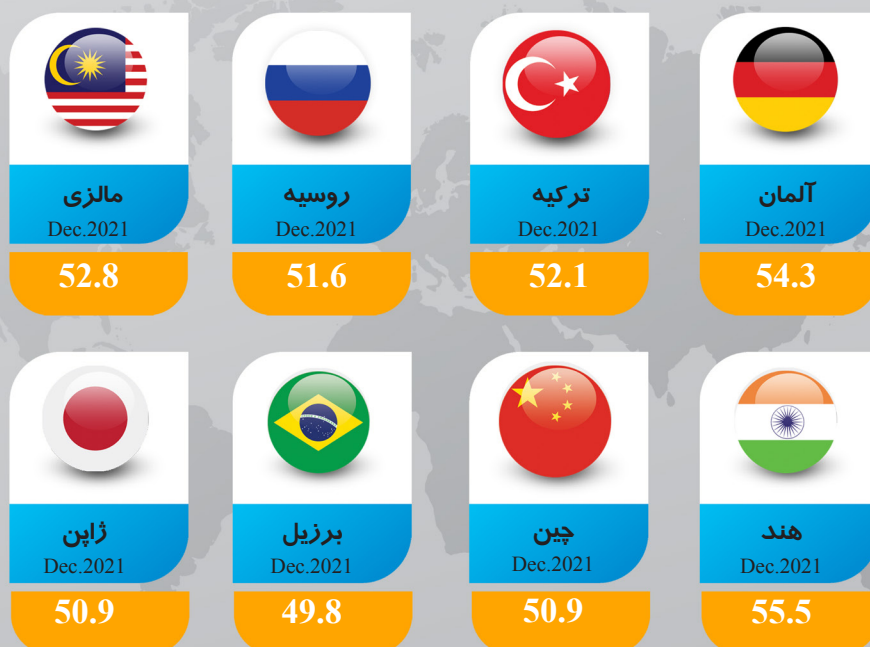 آلمان
Dec.2021
54.3
ترکیه
Dec.2021
52.1
روسیه
Dec.2021
51.6
مالزی
Dec.2021
52.8
هند
Dec.2021
55.5
چین
Dec.2021
50.9
برزیل
Dec.2021
49.8
ژاپن
Dec.2021
50.9